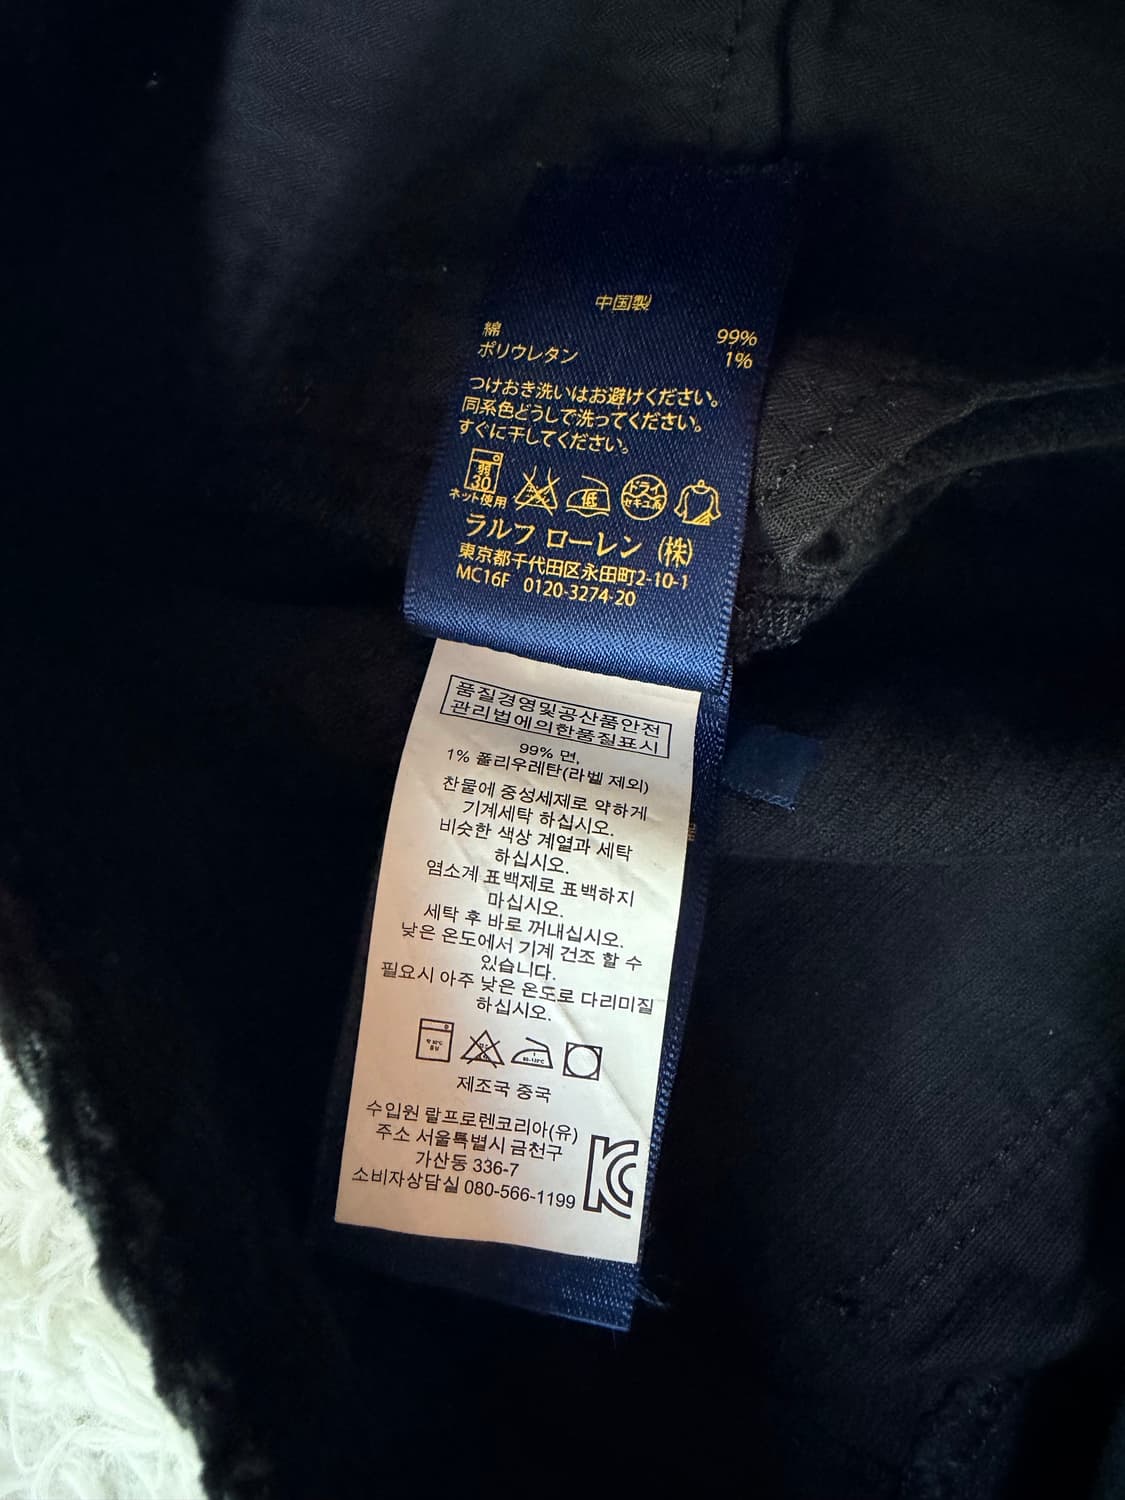 中国製
綿 99%
ポリウレタン 1%
つけおき洗いはお避けください。
同系色どうしで洗ってください。
すぐに干してください。
弱
30
ネット使用
低
ドライ
セキユ系
ラルフ ローレン (株)
東京都千代田区永田町2-10-1
MC16F 0120-3274-20
품질경영및공산품안전
관리법에의한품질표시
99% 면,
1% 폴리우레탄(라벨 제외)
찬물에 중성세제로 약하게
기계세탁 하십시오.
비슷한 색상 계열과 세탁
하십시오.
염소계 표백제로 표백하지
마십시오.
세탁 후 바로 꺼내십시오.
낮은 온도에서 기계 건조 할 수
있습니다.
필요시 아주 낮은 온도로 다리미질
하십시오.
제조국 중국
수입원 랄프로렌코리아(유)
주소 서울특별시 금천구
가산동 336-7
소비자상담실 080-566-1199
KC